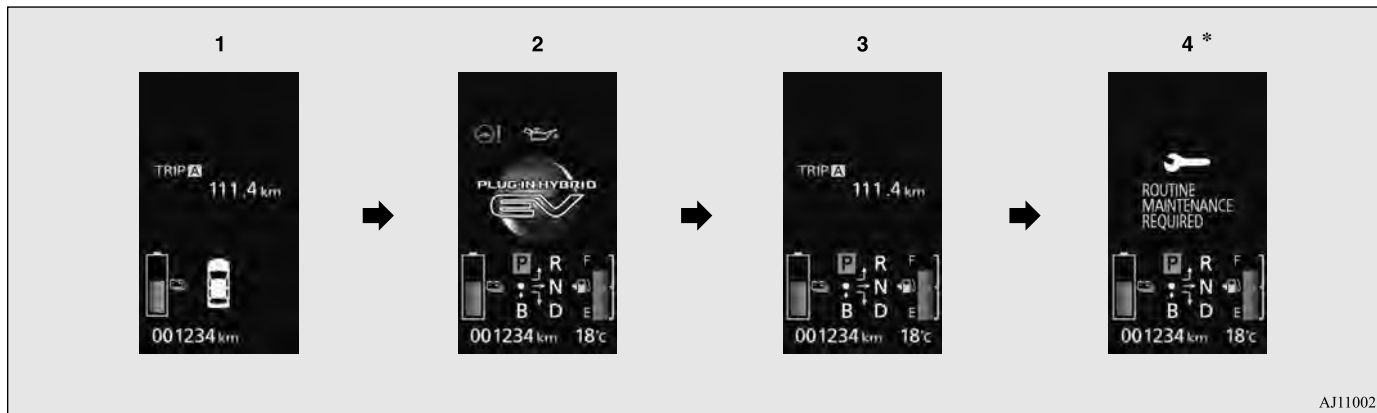 1
2
3
4 *
TRIP A
111.4 km
001234 km
PLUG-IN HYBRID
EV
P R
N
B D
F
E
001234 km 18°c
TRIP A
111.4 km
P R
N
B D
F
E
001234 km 18°c
ROUTINE
MAINTENANCE
REQUIRED
P R
N
B D
F
E
001234 km 18°c
AJ11002